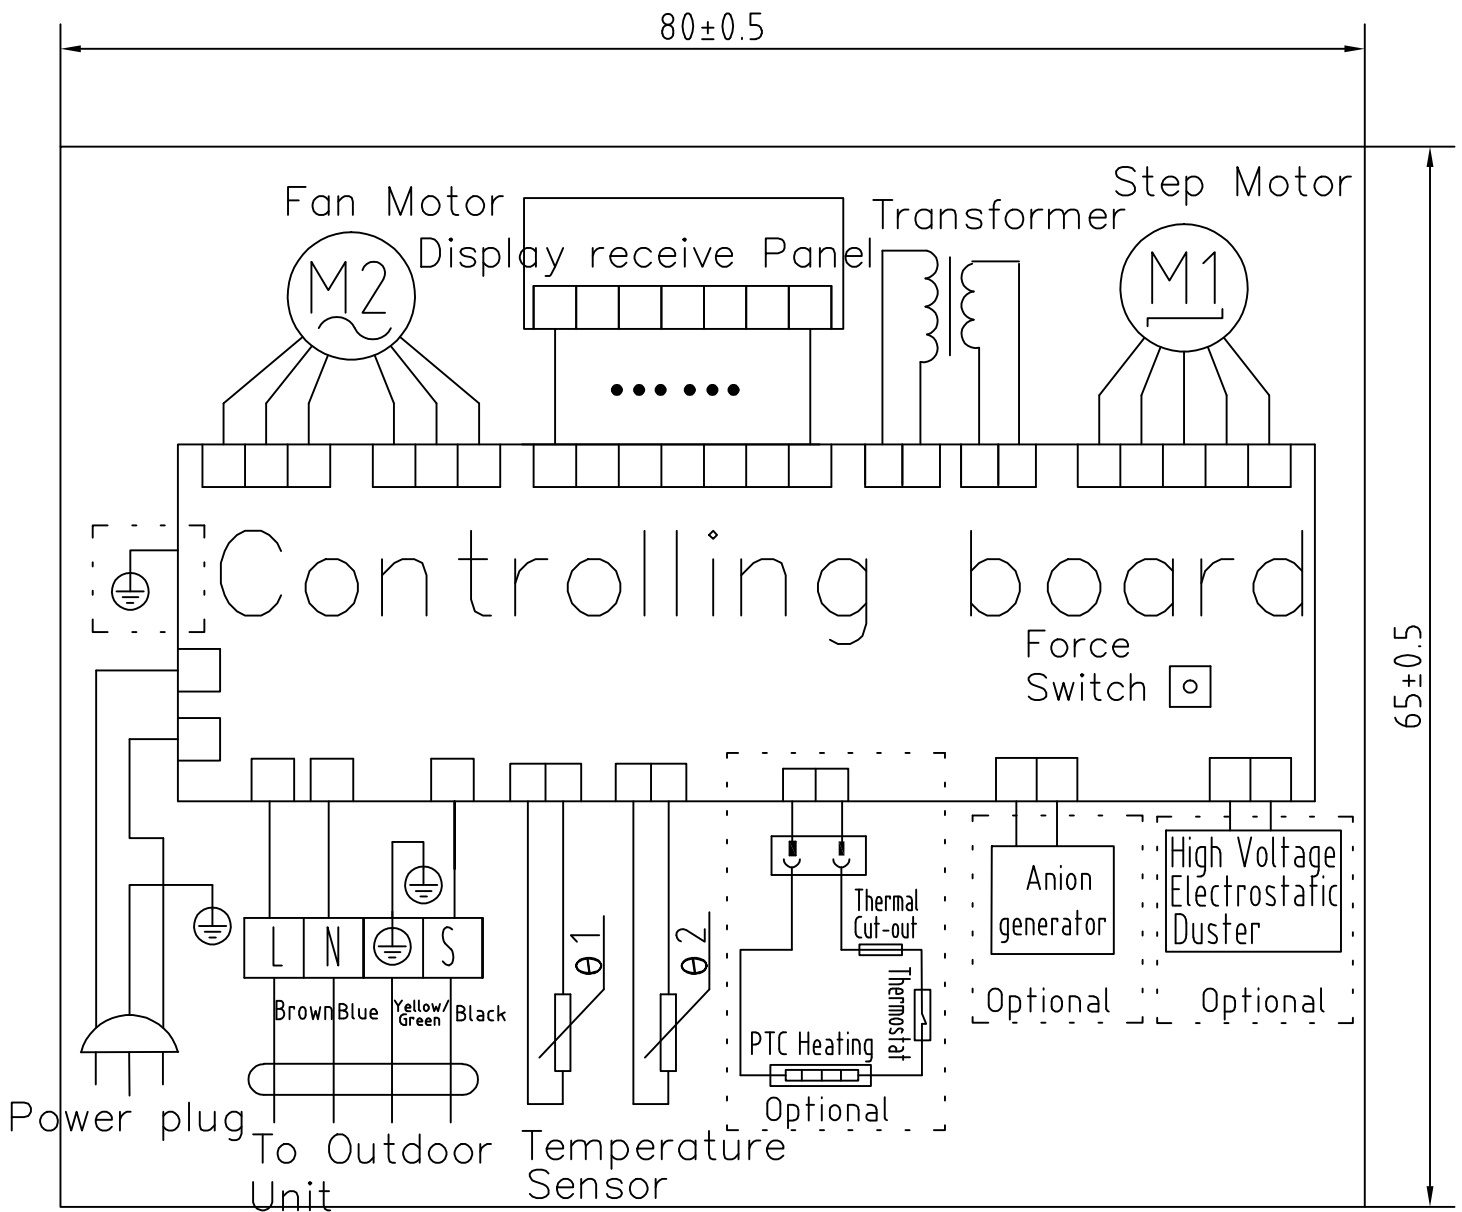 80±0.5
Step Motor
Fan Motor
Transformer
Display receive Panel
M2
M1
Controlling board
Force
Switch
65±0.5
High Voltage
Electrostatic
Duster
Anion
generator
Thermal
Cut-out
L N S
θ1
θ2
Thermostat
Brown
Blue
Yellow/
Green
Black
Optional
Optional
PTC Heating
Optional
Power plug
To Outdoor
Unit
Temperature
Sensor